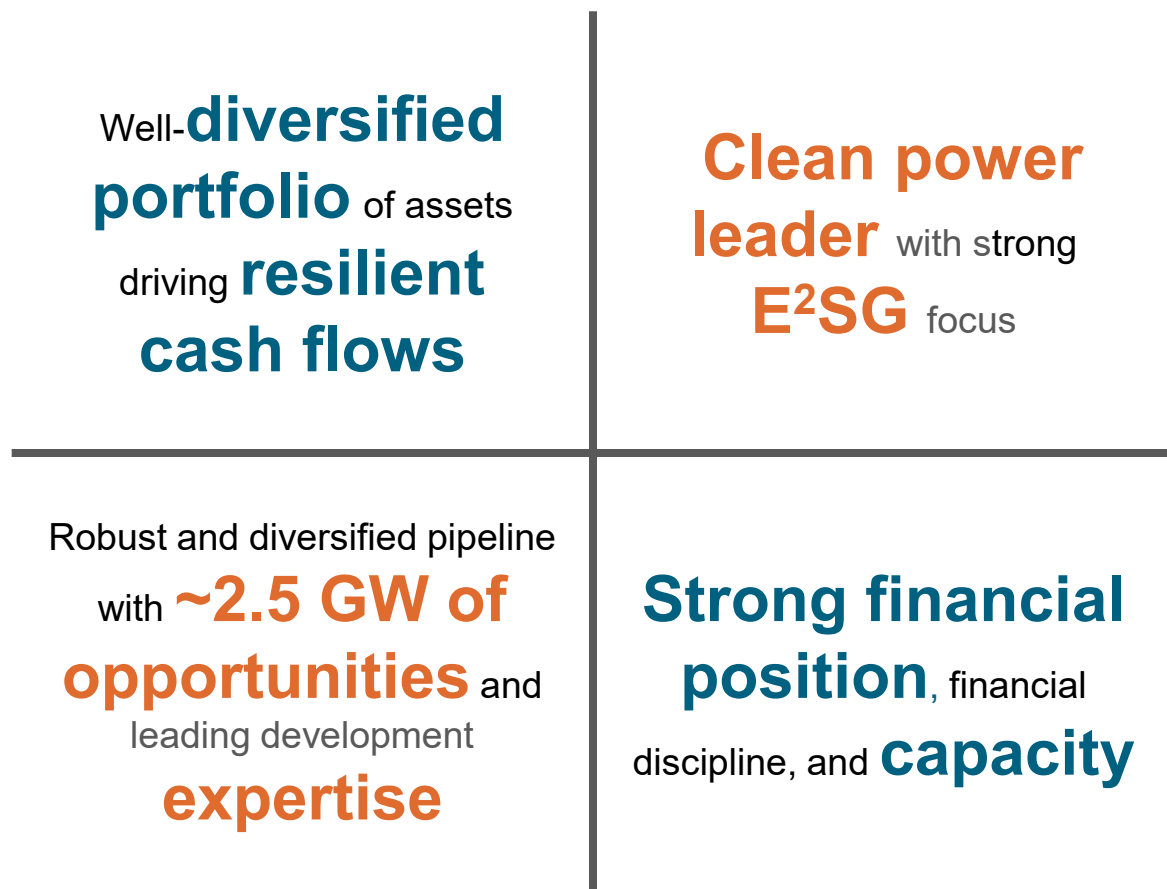 Well-diversified
portfolio of assets
driving resilient
cash flows
Clean power
leader with strong
E²SG focus
Robust and diversified pipeline
with ~2.5 GW of
opportunities and
leading development
expertise
Strong financial
position, financial
discipline, and capacity